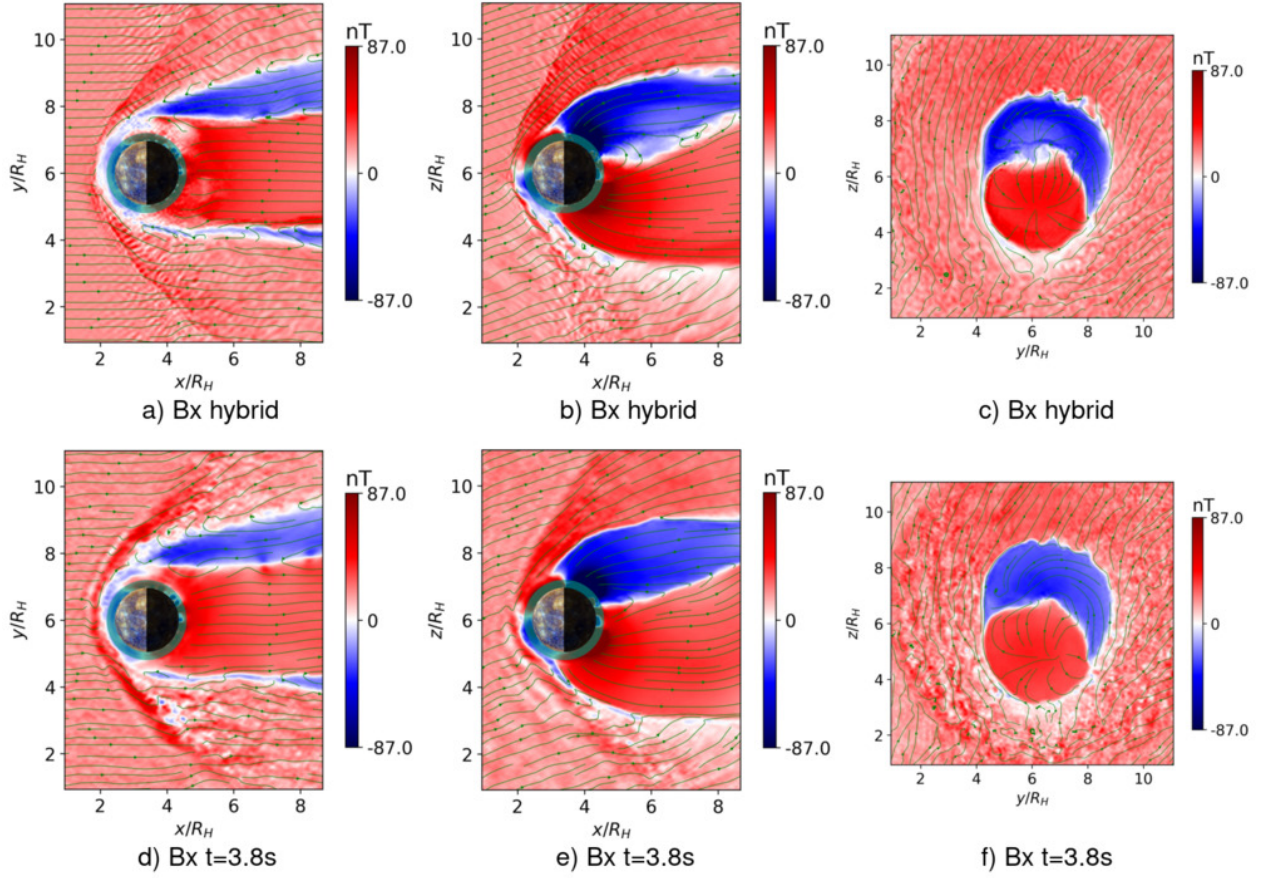 nT
87.0
0
-87.0
10
8
6
4
2
y/R_H
2 4 6 8
x/R_H
a) Bx hybrid
nT
87.0
0
-87.0
10
8
6
4
2
z/R_H
2 4 6 8
x/R_H
b) Bx hybrid
nT
87.0
0
-87.0
10
8
6
4
2
z/R_H
2 4 6 8 10
y/R_H
c) Bx hybrid
nT
87.0
0
-87.0
10
8
6
4
2
y/R_H
2 4 6 8
x/R_H
d) Bx t=3.8s
nT
87.0
0
-87.0
10
8
6
4
2
z/R_H
2 4 6 8
x/R_H
e) Bx t=3.8s
nT
87.0
0
-87.0
10
8
6
4
2
z/R_H
2 4 6 8 10
y/R_H
f) Bx t=3.8s